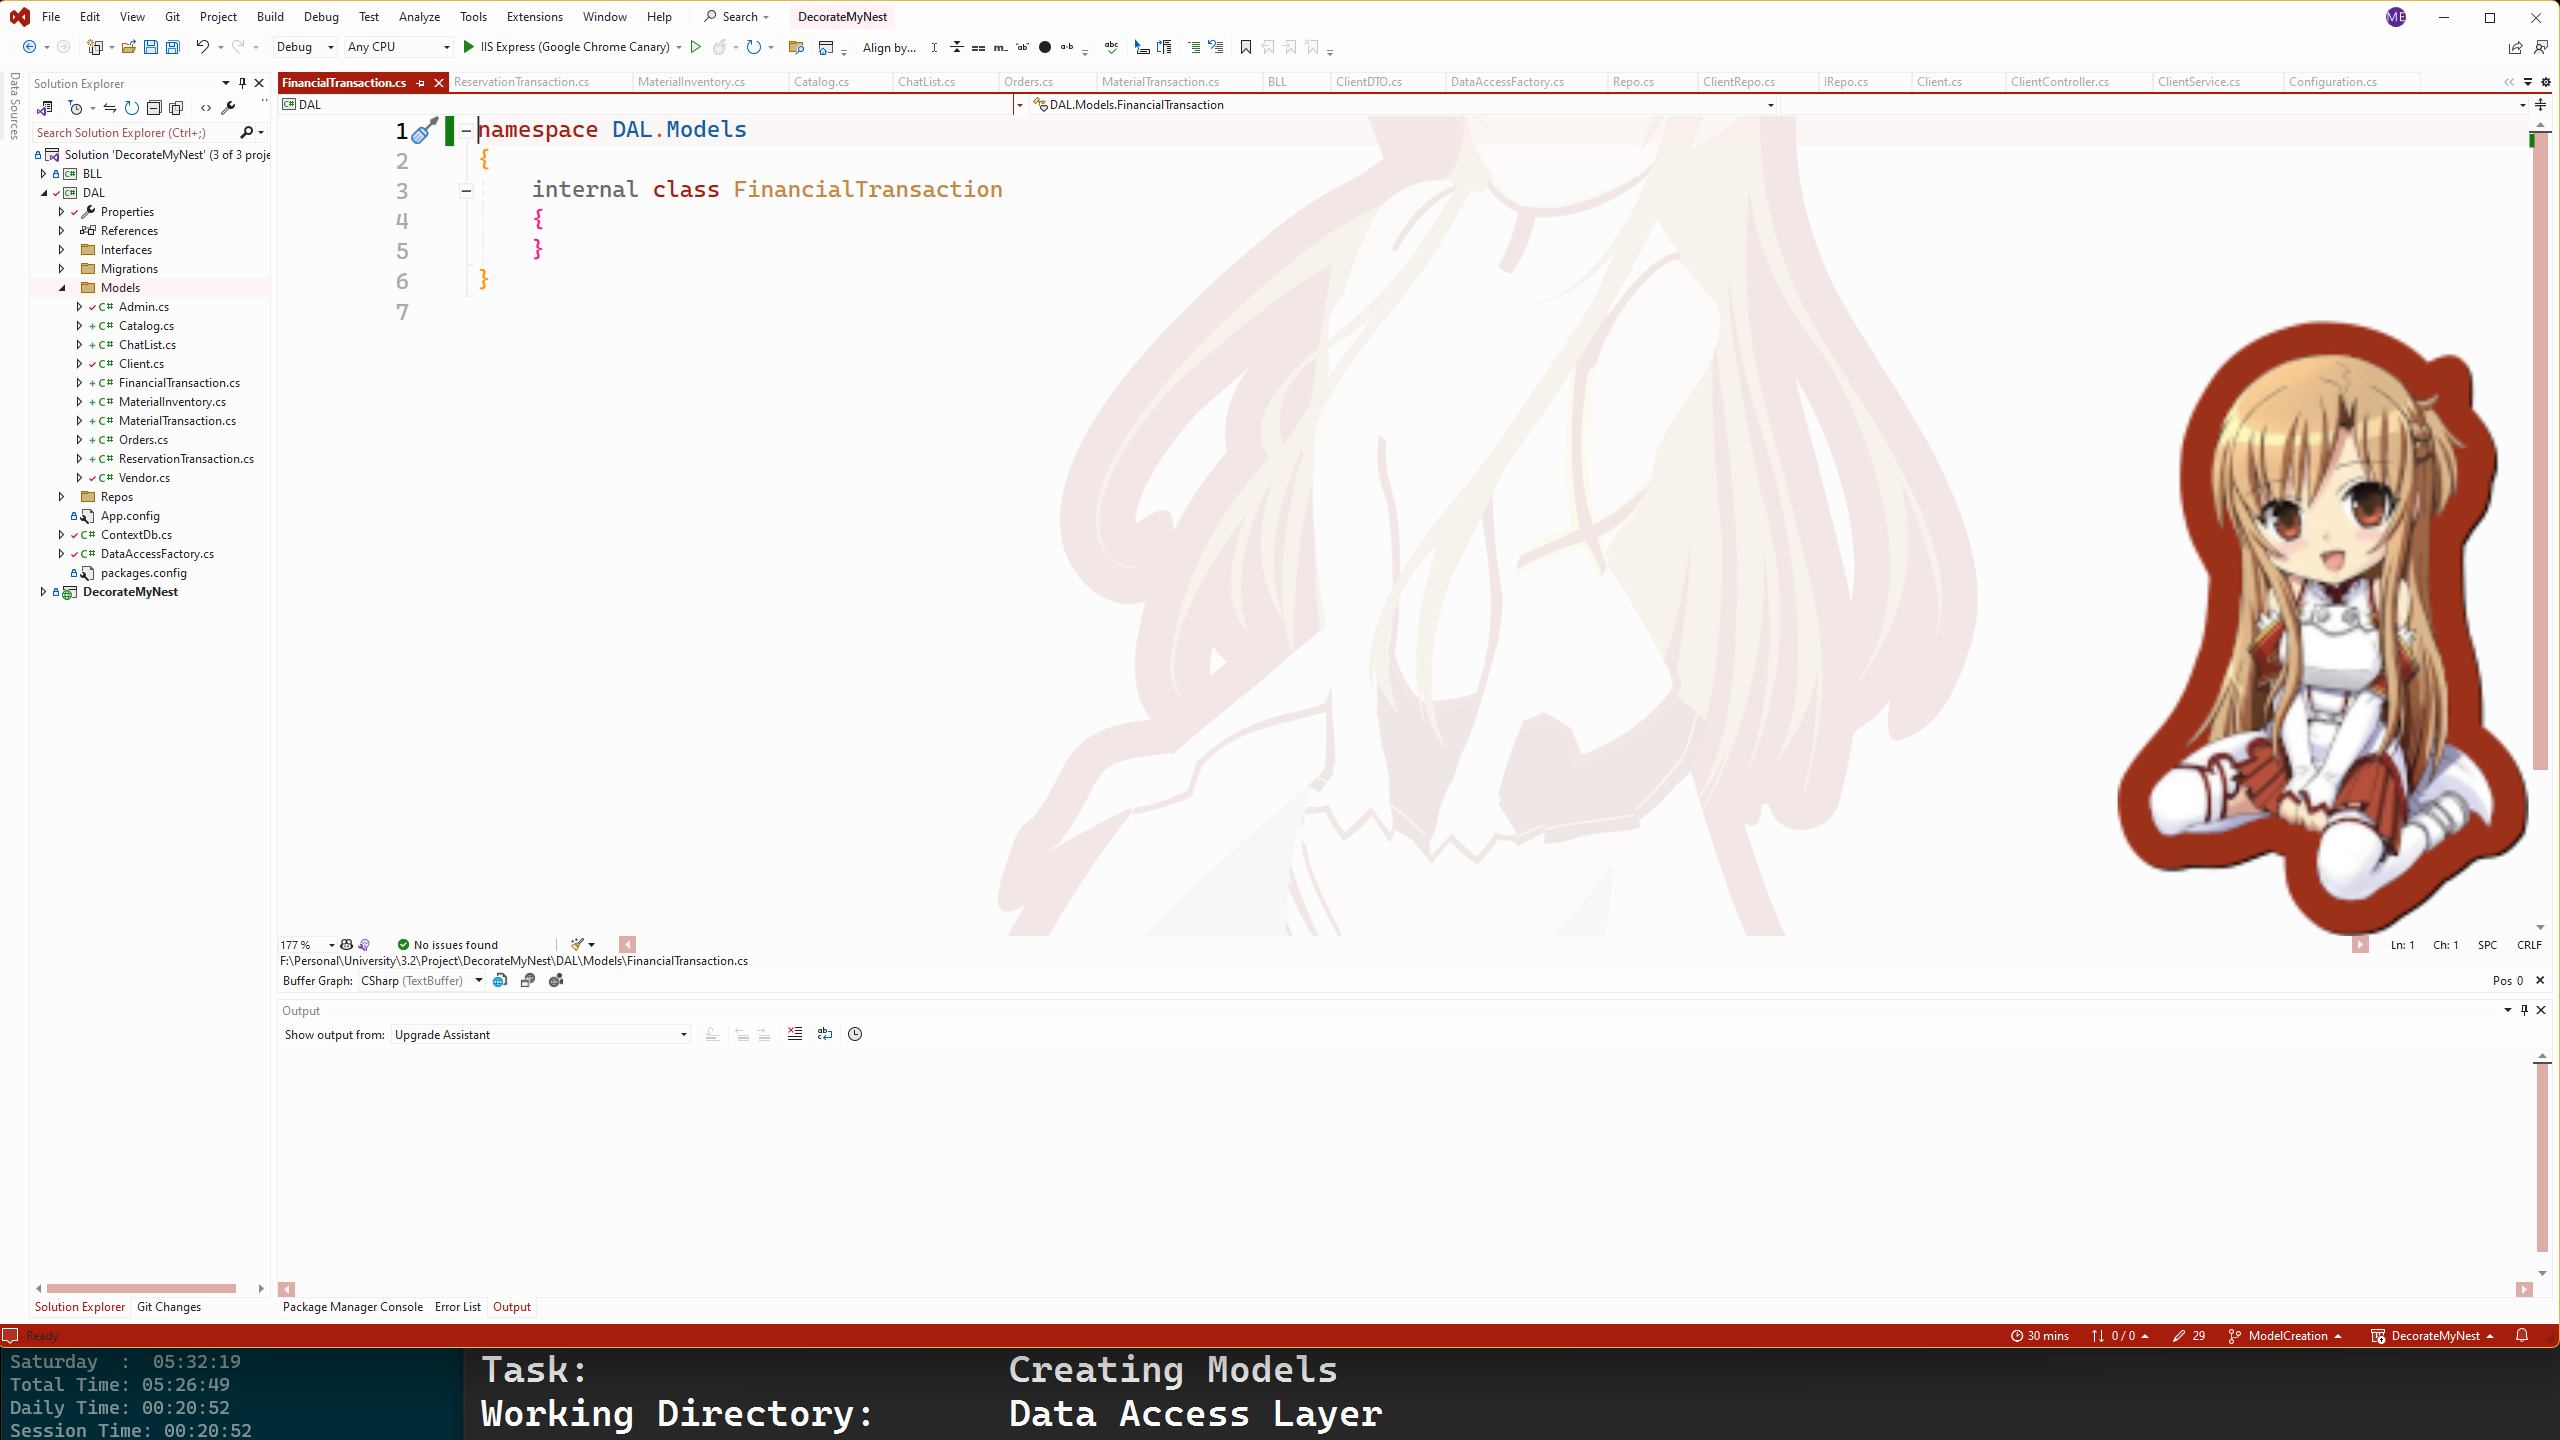 File Edit View Git Project Build Debug Test Analyze Tools Extensions Window Help Search DecorateMyNest ME
Debug Any CPU IIS Express (Google Chrome Canary) Align by...
Data Sources
Solution Explorer
Search Solution Explorer (Ctrl+;)
Solution 'DecorateMyNest' (3 of 3 proje
BLL
DAL
Properties
References
Interfaces
Migrations
Models
Admin.cs
Catalog.cs
ChatList.cs
Client.cs
FinancialTransaction.cs
MaterialInventory.cs
MaterialTransaction.cs
Orders.cs
ReservationTransaction.cs
Vendor.cs
Repos
App.config
ContextDb.cs
DataAccessFactory.cs
packages.config
DecorateMyNest
Solution Explorer Git Changes
FinancialTransaction.cs ReservationTransaction.cs MaterialInventory.cs Catalog.cs ChatList.cs Orders.cs MaterialTransaction.cs BLL ClientDTO.cs DataAccessFactory.cs Repo.cs ClientRepo.cs IRepo.cs Client.cs ClientController.cs ClientService.cs Configuration.cs
DAL DAL.Models.FinancialTransaction
1 namespace DAL.Models
2 {
3 internal class FinancialTransaction
4 {
5 }
6 }
7
177 % No issues found Ln: 1 Ch: 1 SPC CRLF
F:\Personal\University\3.2\Project\DecorateMyNest\DAL\Models\FinancialTransaction.cs
Buffer Graph: CSharp (TextBuffer) Pos 0
Output
Show output from: Upgrade Assistant
Package Manager Console Error List Output
Ready 30 mins 0 / 0 29 ModelCreation DecorateMyNest
Saturday : 05:32:19
Total Time: 05:26:49
Daily Time: 00:20:52
Session Time: 00:20:52
Task: Creating Models
Working Directory: Data Access Layer